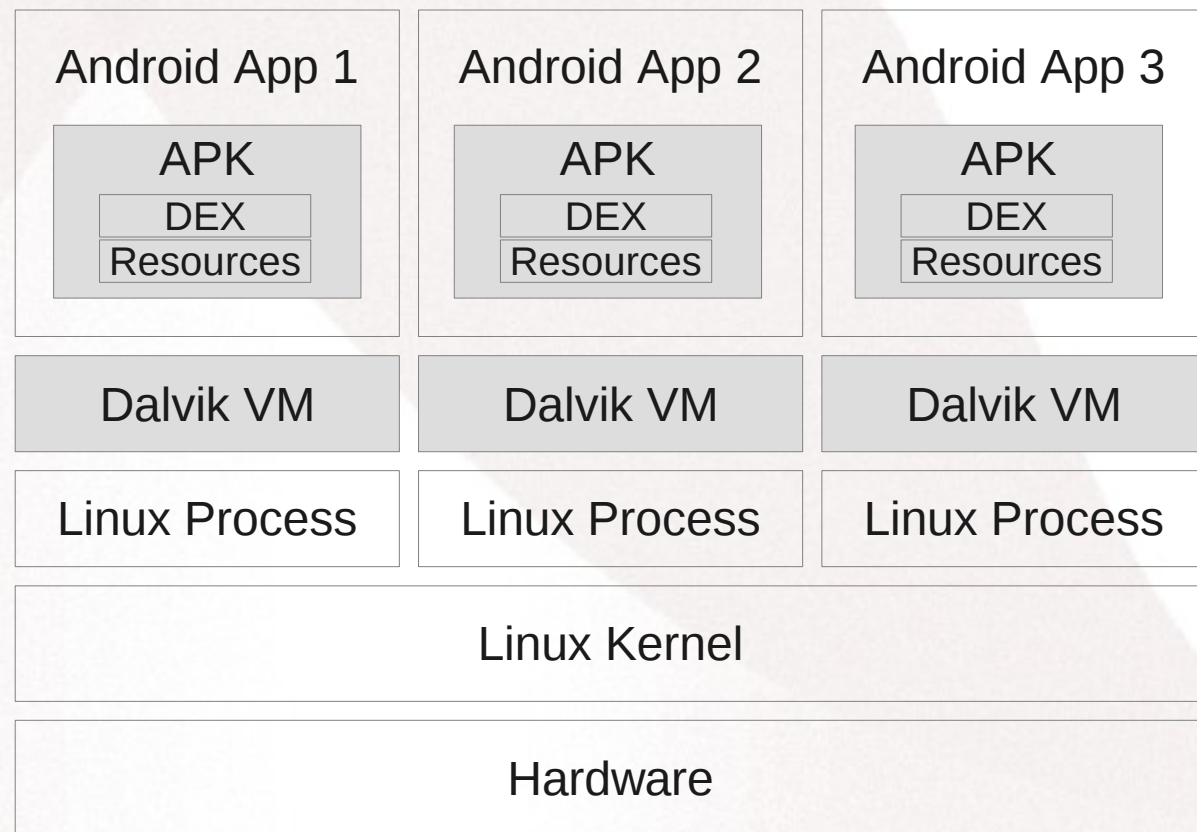 Android App 1
APK
DEX
Resources
Android App 2
APK
DEX
Resources
Android App 3
APK
DEX
Resources
Dalvik VM
Dalvik VM
Dalvik VM
Linux Process
Linux Process
Linux Process
Linux Kernel
Hardware